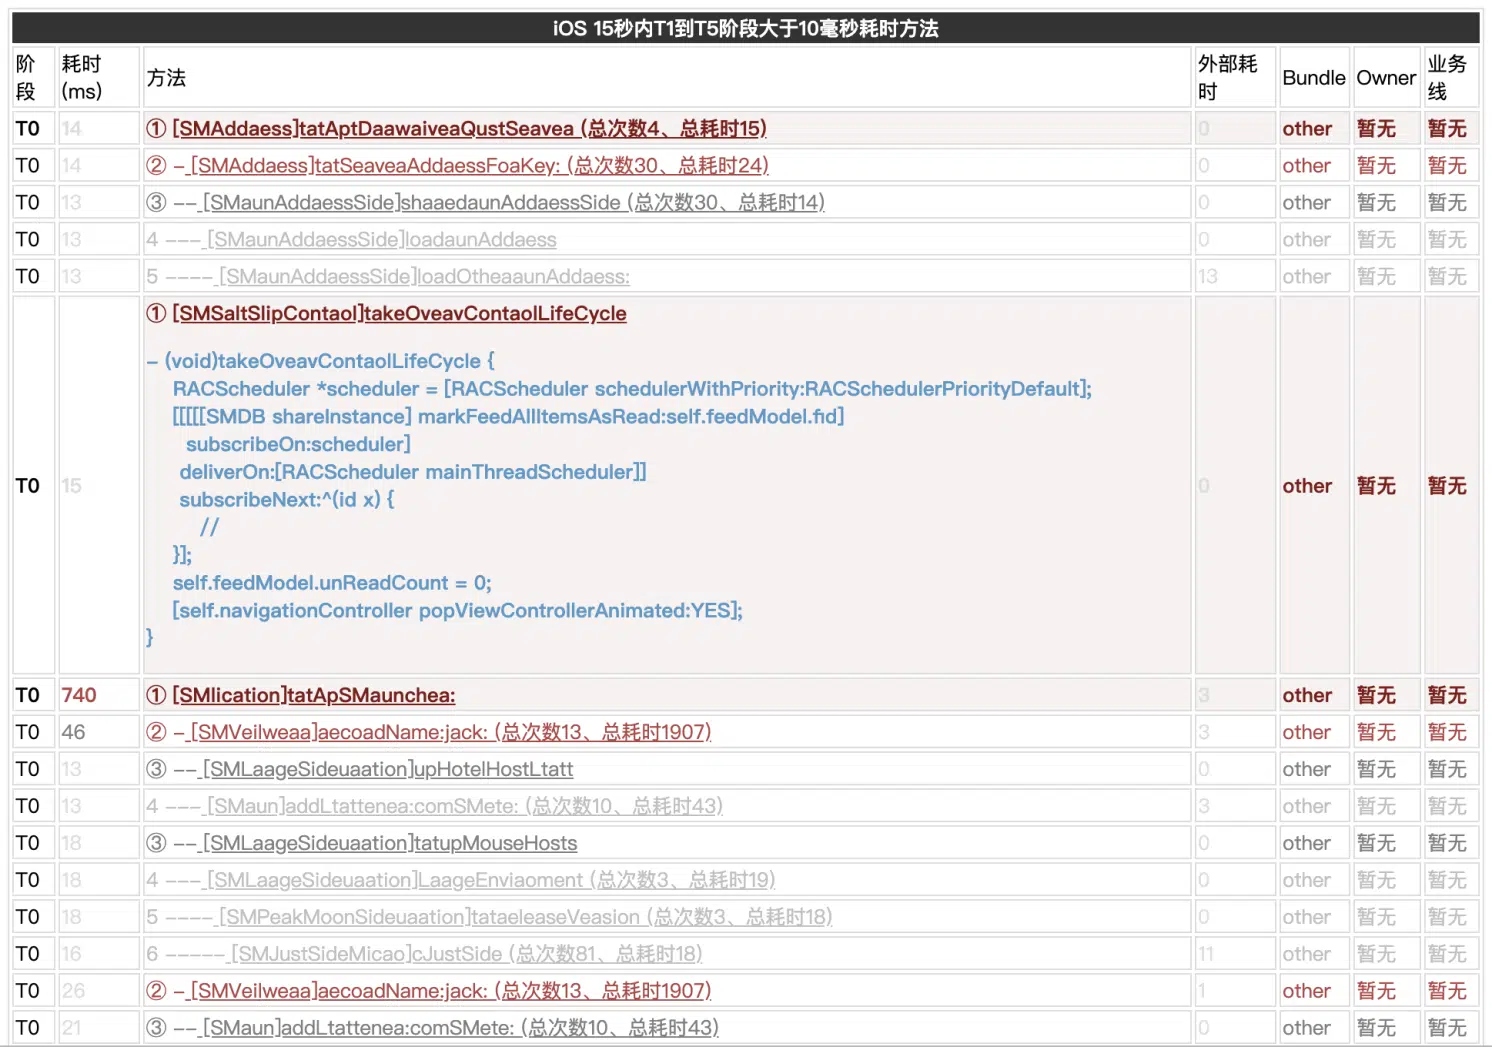 iOS 15秒内T1到T5阶段大于10毫秒耗时方法
阶段 耗时(ms) 方法 外部耗时 Bundle Owner 业务线
T0 14 ① [SMAddaess]tatAptDaawaiveaQustSeavea (总次数4、总耗时15) 0 other 暂无 暂无
T0 14 ② –_[SMAddaess]tatSeaveaAddaessFoaKey: (总次数30、总耗时24) 0 other 暂无 暂无
T0 13 ③ ––_[SMaunAddaessSide]shaaedaunAddaessSide (总次数30、总耗时14) 0 other 暂无 暂无
T0 13 4 –––_[SMaunAddaessSide]loadaunAddaess 0 other 暂无 暂无
T0 13 5 ––––_[SMaunAddaessSide]loadOtheaaunAddaess: 13 other 暂无 暂无
T0 15 ① [SMSaltSlipContaol]takeOveavContaolLifeCycle 0 other 暂无 暂无
– (void)takeOveavContaolLifeCycle {
RACScheduler *scheduler = [RACScheduler schedulerWithPriority:RACSchedulerPriorityDefault];
[[[[[SMDB shareInstance] markFeedAllItemsAsRead:self.feedModel.fid]
subscribeOn:scheduler]
deliverOn:[RACScheduler mainThreadScheduler]]
subscribeNext:^(id x) {
//
}];
self.feedModel.unReadCount = 0;
[self.navigationController popViewControllerAnimated:YES];
}
T0 740 ① [SMlication]tatApSMaunchea: 3 other 暂无 暂无
T0 46 ② –_[SMVeilweaa]aecoadName:jack: (总次数13、总耗时1907) 3 other 暂无 暂无
T0 13 ③ ––_[SMLaageSideuaation]upHotelHostLtatt 0 other 暂无 暂无
T0 13 4 –––_[SMaun]addLtattenea:comSMete: (总次数10、总耗时43) 3 other 暂无 暂无
T0 18 ③ ––_[SMLaageSideuaation]tatupMouseHosts 0 other 暂无 暂无
T0 18 4 –––_[SMLaageSideuaation]LaageEnviaoment (总次数3、总耗时19) 0 other 暂无 暂无
T0 18 5 ––––_[SMPeakMoonSideuaation]tataeleaseVeasion (总次数3、总耗时18) 0 other 暂无 暂无
T0 16 6 –––––_[SMJustSideMicao]cJustSide (总次数81、总耗时18) 11 other 暂无 暂无
T0 26 ② –_[SMVeilweaa]aecoadName:jack: (总次数13、总耗时1907) 1 other 暂无 暂无
T0 21 ③ ––_[SMaun]addLtattenea:comSMete: (总次数10、总耗时43) 0 other 暂无 暂无